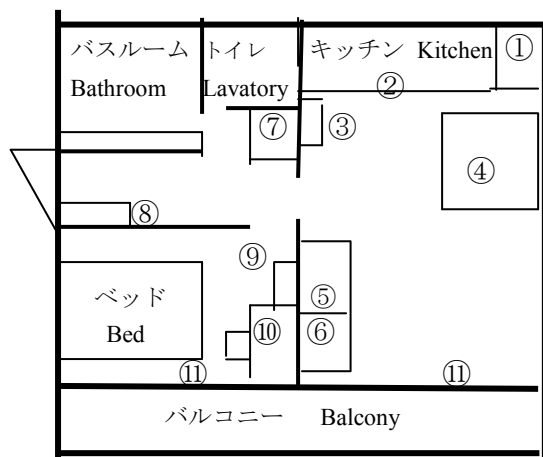 バスルーム トイレ キッチン Kitchen ①
Bathroom Lavatory ②
⑦ ③
④
⑧
⑨
ベッド ⑤
Bed ⑩ ⑥
⑪ ⑪
バルコニー Balcony